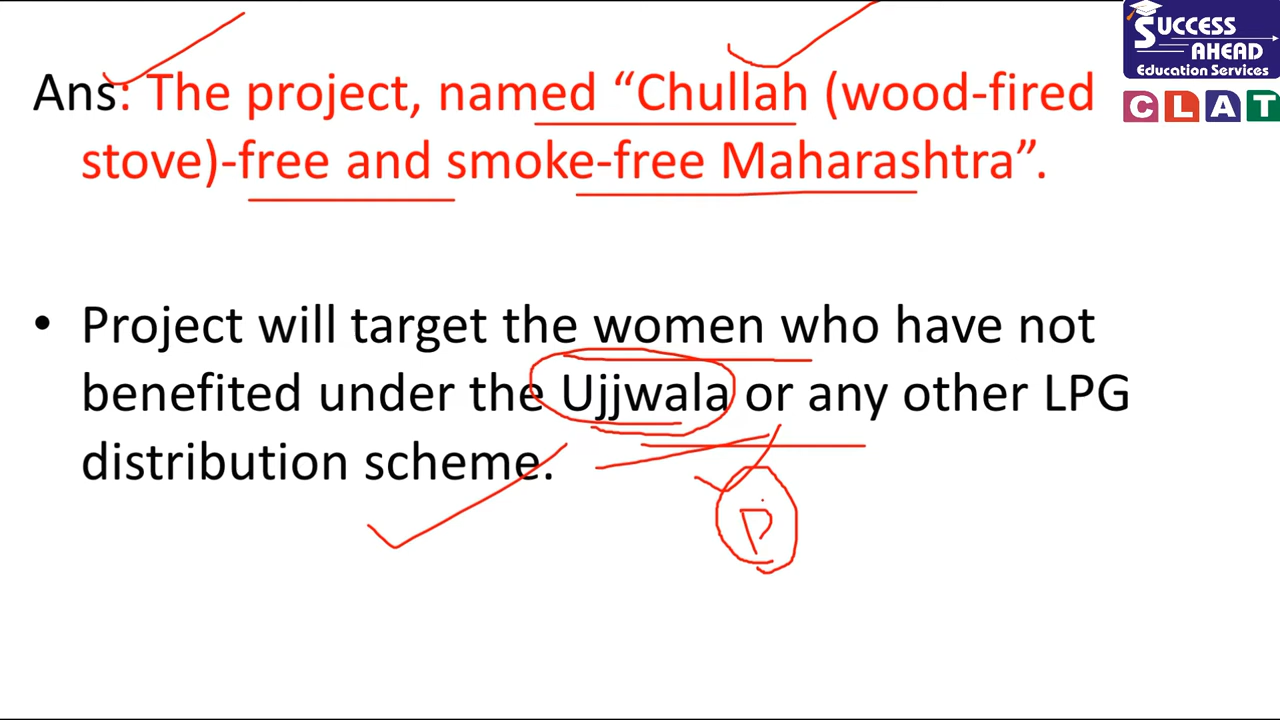 SUCCESS
AHEAD
Education Services
CLAT
Ans: The project, named “Chullah (wood-fired
stove)-free and smoke-free Maharashtra”.
• Project will target the women who have not
benefited under the Ujjwala or any other LPG
distribution scheme.
P